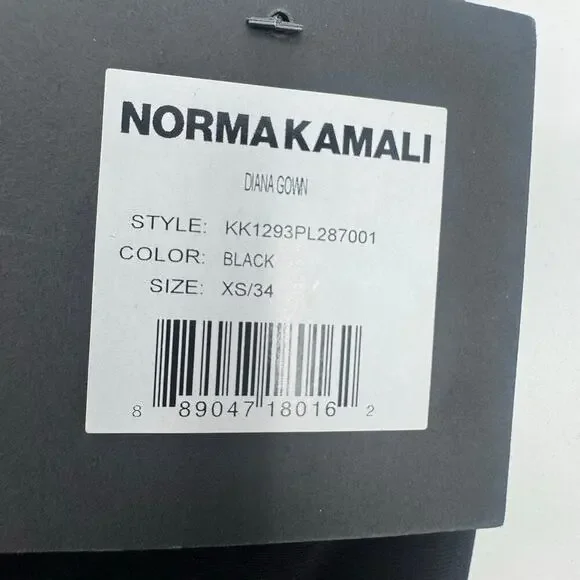 NORMA KAMALI
DIANA GOWN
STYLE: KK1293PL287001
COLOR: BLACK
SIZE: XS/34
8 89047 18016 2